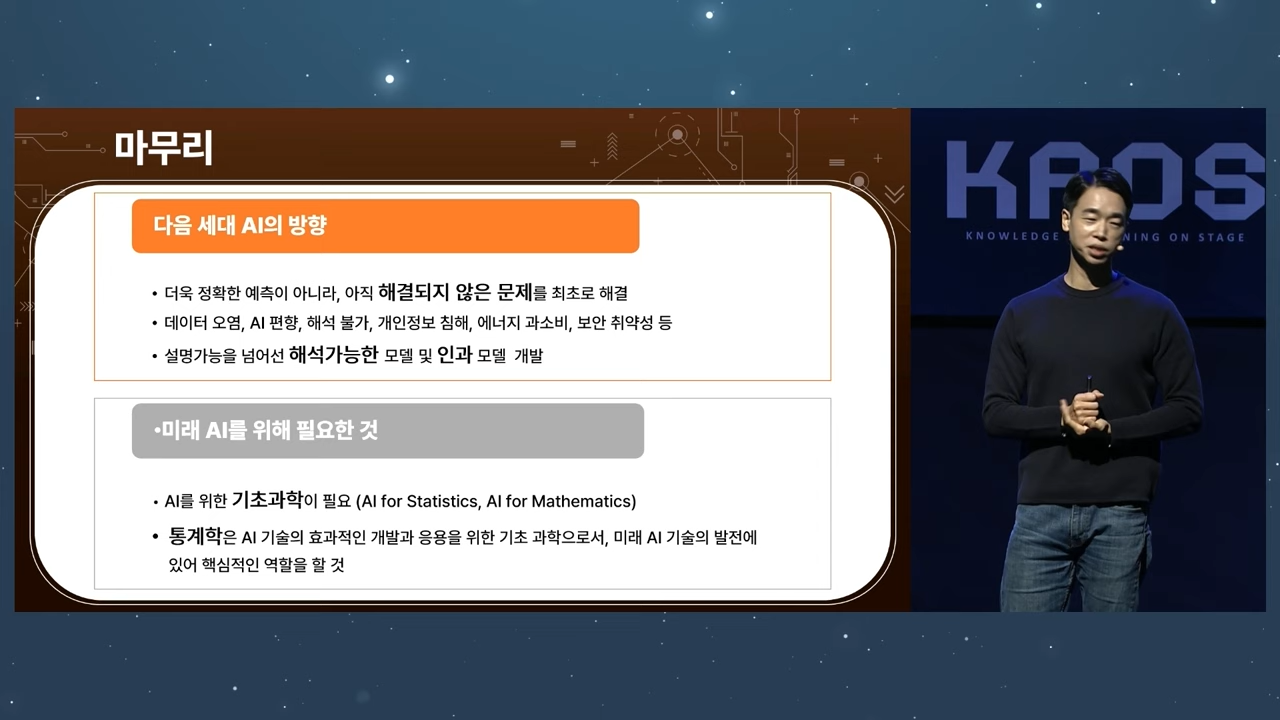 마무리
다음 세대 AI의 방향
• 더욱 정확한 예측이 아니라, 아직 해결되지 않은 문제를 최초로 해결
• 데이터 오염, AI 편향, 해석 불가, 개인정보 침해, 에너지 과소비, 보안 취약성 등
• 설명가능을 넘어선 해석가능한 모델 및 인과 모델 개발
•미래 AI를 위해 필요한 것
• AI를 위한 기초과학이 필요 (AI for Statistics, AI for Mathematics)
• 통계학은 AI 기술의 효과적인 개발과 응용을 위한 기초 과학으로서, 미래 AI 기술의 발전에
있어 핵심적인 역할을 할 것
KAOS
KNOWLEDGE NING ON STAGE